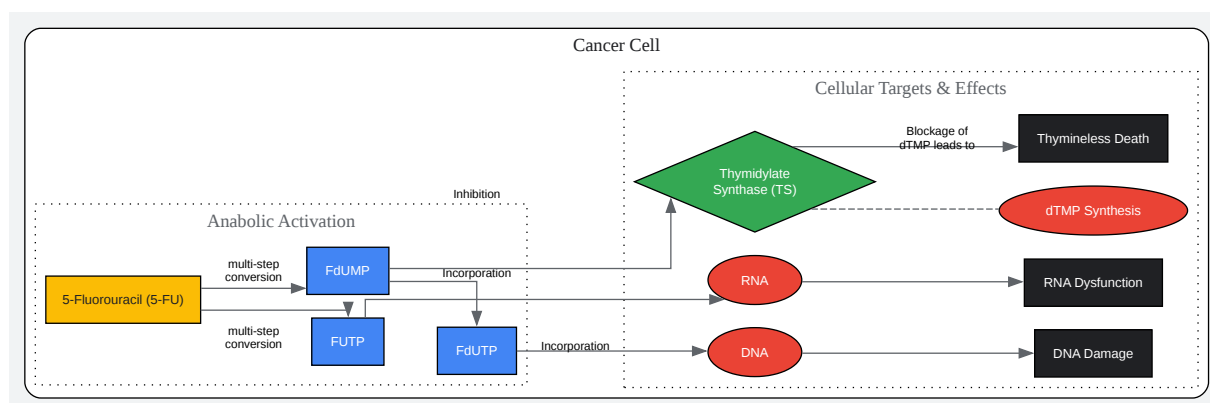 Cancer Cell
Cellular Targets & Effects
Blockage of
dTMP leads to
Thymineless Death
Thymidylate
Synthase (TS)
Inhibition
dTMP Synthesis
Anabolic Activation
multi-step
conversion
FdUMP
Incorporation
RNA
RNA Dysfunction
5-Fluorouracil (5-FU)
multi-step
conversion
FUTP
FdUTP
Incorporation
DNA
DNA Damage